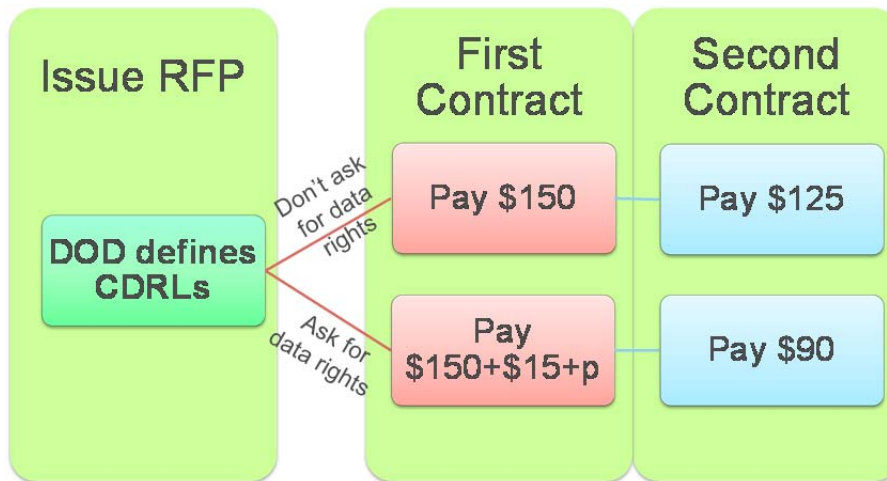 Issue RFP
DOD defines
CDRLs
Don't ask
for data
rights
Ask for
data rights
First
Contract
Pay $150
Pay
$150+$15+p
Second
Contract
Pay $125
Pay $90